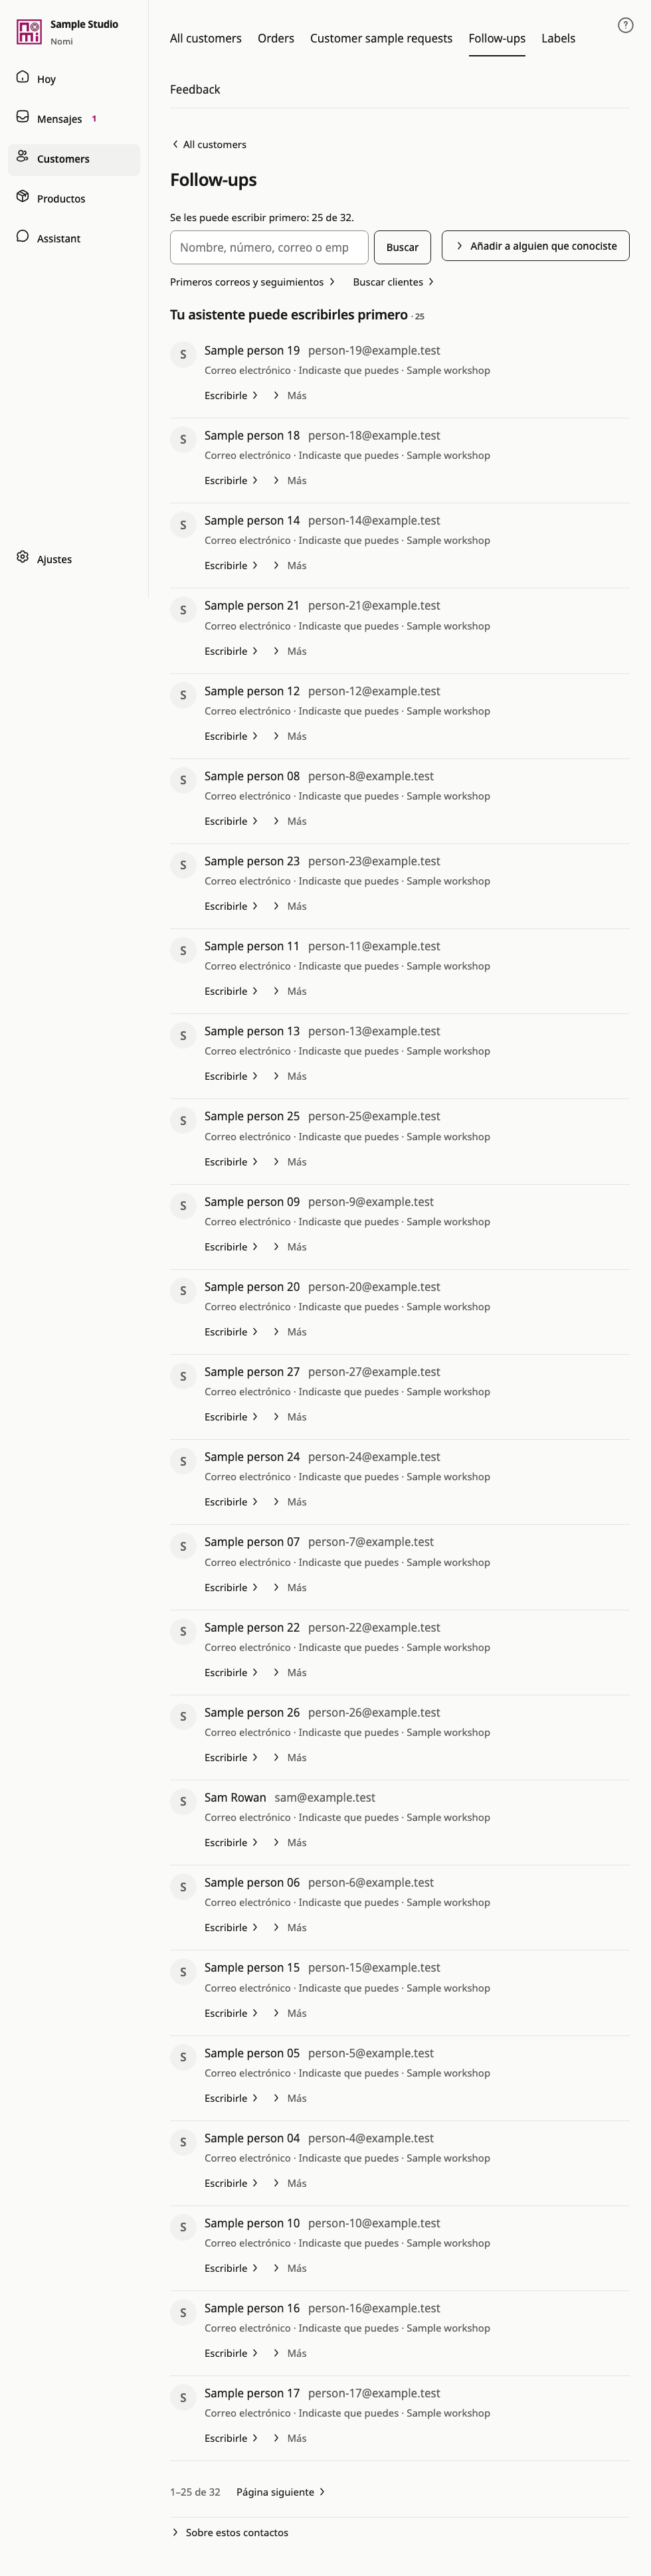 Sample Studio
Nomi
Hoy
Mensajes 1
Customers
Productos
Assistant
Ajustes
All customers Orders Customer sample requests Follow-ups Labels
Feedback
All customers
Follow-ups
Se les puede escribir primero: 25 de 32.
Nombre, número, correo o emp Buscar Añadir a alguien que conociste
Primeros correos y seguimientos Buscar clientes
Tu asistente puede escribirles primero · 25
S Sample person 19 person-19@example.test
Correo electrónico · Indicaste que puedes · Sample workshop
Escribirle Más
S Sample person 18 person-18@example.test
Correo electrónico · Indicaste que puedes · Sample workshop
Escribirle Más
S Sample person 14 person-14@example.test
Correo electrónico · Indicaste que puedes · Sample workshop
Escribirle Más
S Sample person 21 person-21@example.test
Correo electrónico · Indicaste que puedes · Sample workshop
Escribirle Más
S Sample person 12 person-12@example.test
Correo electrónico · Indicaste que puedes · Sample workshop
Escribirle Más
S Sample person 08 person-8@example.test
Correo electrónico · Indicaste que puedes · Sample workshop
Escribirle Más
S Sample person 23 person-23@example.test
Correo electrónico · Indicaste que puedes · Sample workshop
Escribirle Más
S Sample person 11 person-11@example.test
Correo electrónico · Indicaste que puedes · Sample workshop
Escribirle Más
S Sample person 13 person-13@example.test
Correo electrónico · Indicaste que puedes · Sample workshop
Escribirle Más
S Sample person 25 person-25@example.test
Correo electrónico · Indicaste que puedes · Sample workshop
Escribirle Más
S Sample person 09 person-9@example.test
Correo electrónico · Indicaste que puedes · Sample workshop
Escribirle Más
S Sample person 20 person-20@example.test
Correo electrónico · Indicaste que puedes · Sample workshop
Escribirle Más
S Sample person 27 person-27@example.test
Correo electrónico · Indicaste que puedes · Sample workshop
Escribirle Más
S Sample person 24 person-24@example.test
Correo electrónico · Indicaste que puedes · Sample workshop
Escribirle Más
S Sample person 07 person-7@example.test
Correo electrónico · Indicaste que puedes · Sample workshop
Escribirle Más
S Sample person 22 person-22@example.test
Correo electrónico · Indicaste que puedes · Sample workshop
Escribirle Más
S Sample person 26 person-26@example.test
Correo electrónico · Indicaste que puedes · Sample workshop
Escribirle Más
S Sam Rowan sam@example.test
Correo electrónico · Indicaste que puedes · Sample workshop
Escribirle Más
S Sample person 06 person-6@example.test
Correo electrónico · Indicaste que puedes · Sample workshop
Escribirle Más
S Sample person 15 person-15@example.test
Correo electrónico · Indicaste que puedes · Sample workshop
Escribirle Más
S Sample person 05 person-5@example.test
Correo electrónico · Indicaste que puedes · Sample workshop
Escribirle Más
S Sample person 04 person-4@example.test
Correo electrónico · Indicaste que puedes · Sample workshop
Escribirle Más
S Sample person 10 person-10@example.test
Correo electrónico · Indicaste que puedes · Sample workshop
Escribirle Más
S Sample person 16 person-16@example.test
Correo electrónico · Indicaste que puedes · Sample workshop
Escribirle Más
S Sample person 17 person-17@example.test
Correo electrónico · Indicaste que puedes · Sample workshop
Escribirle Más
1–25 de 32 Página siguiente
Sobre estos contactos